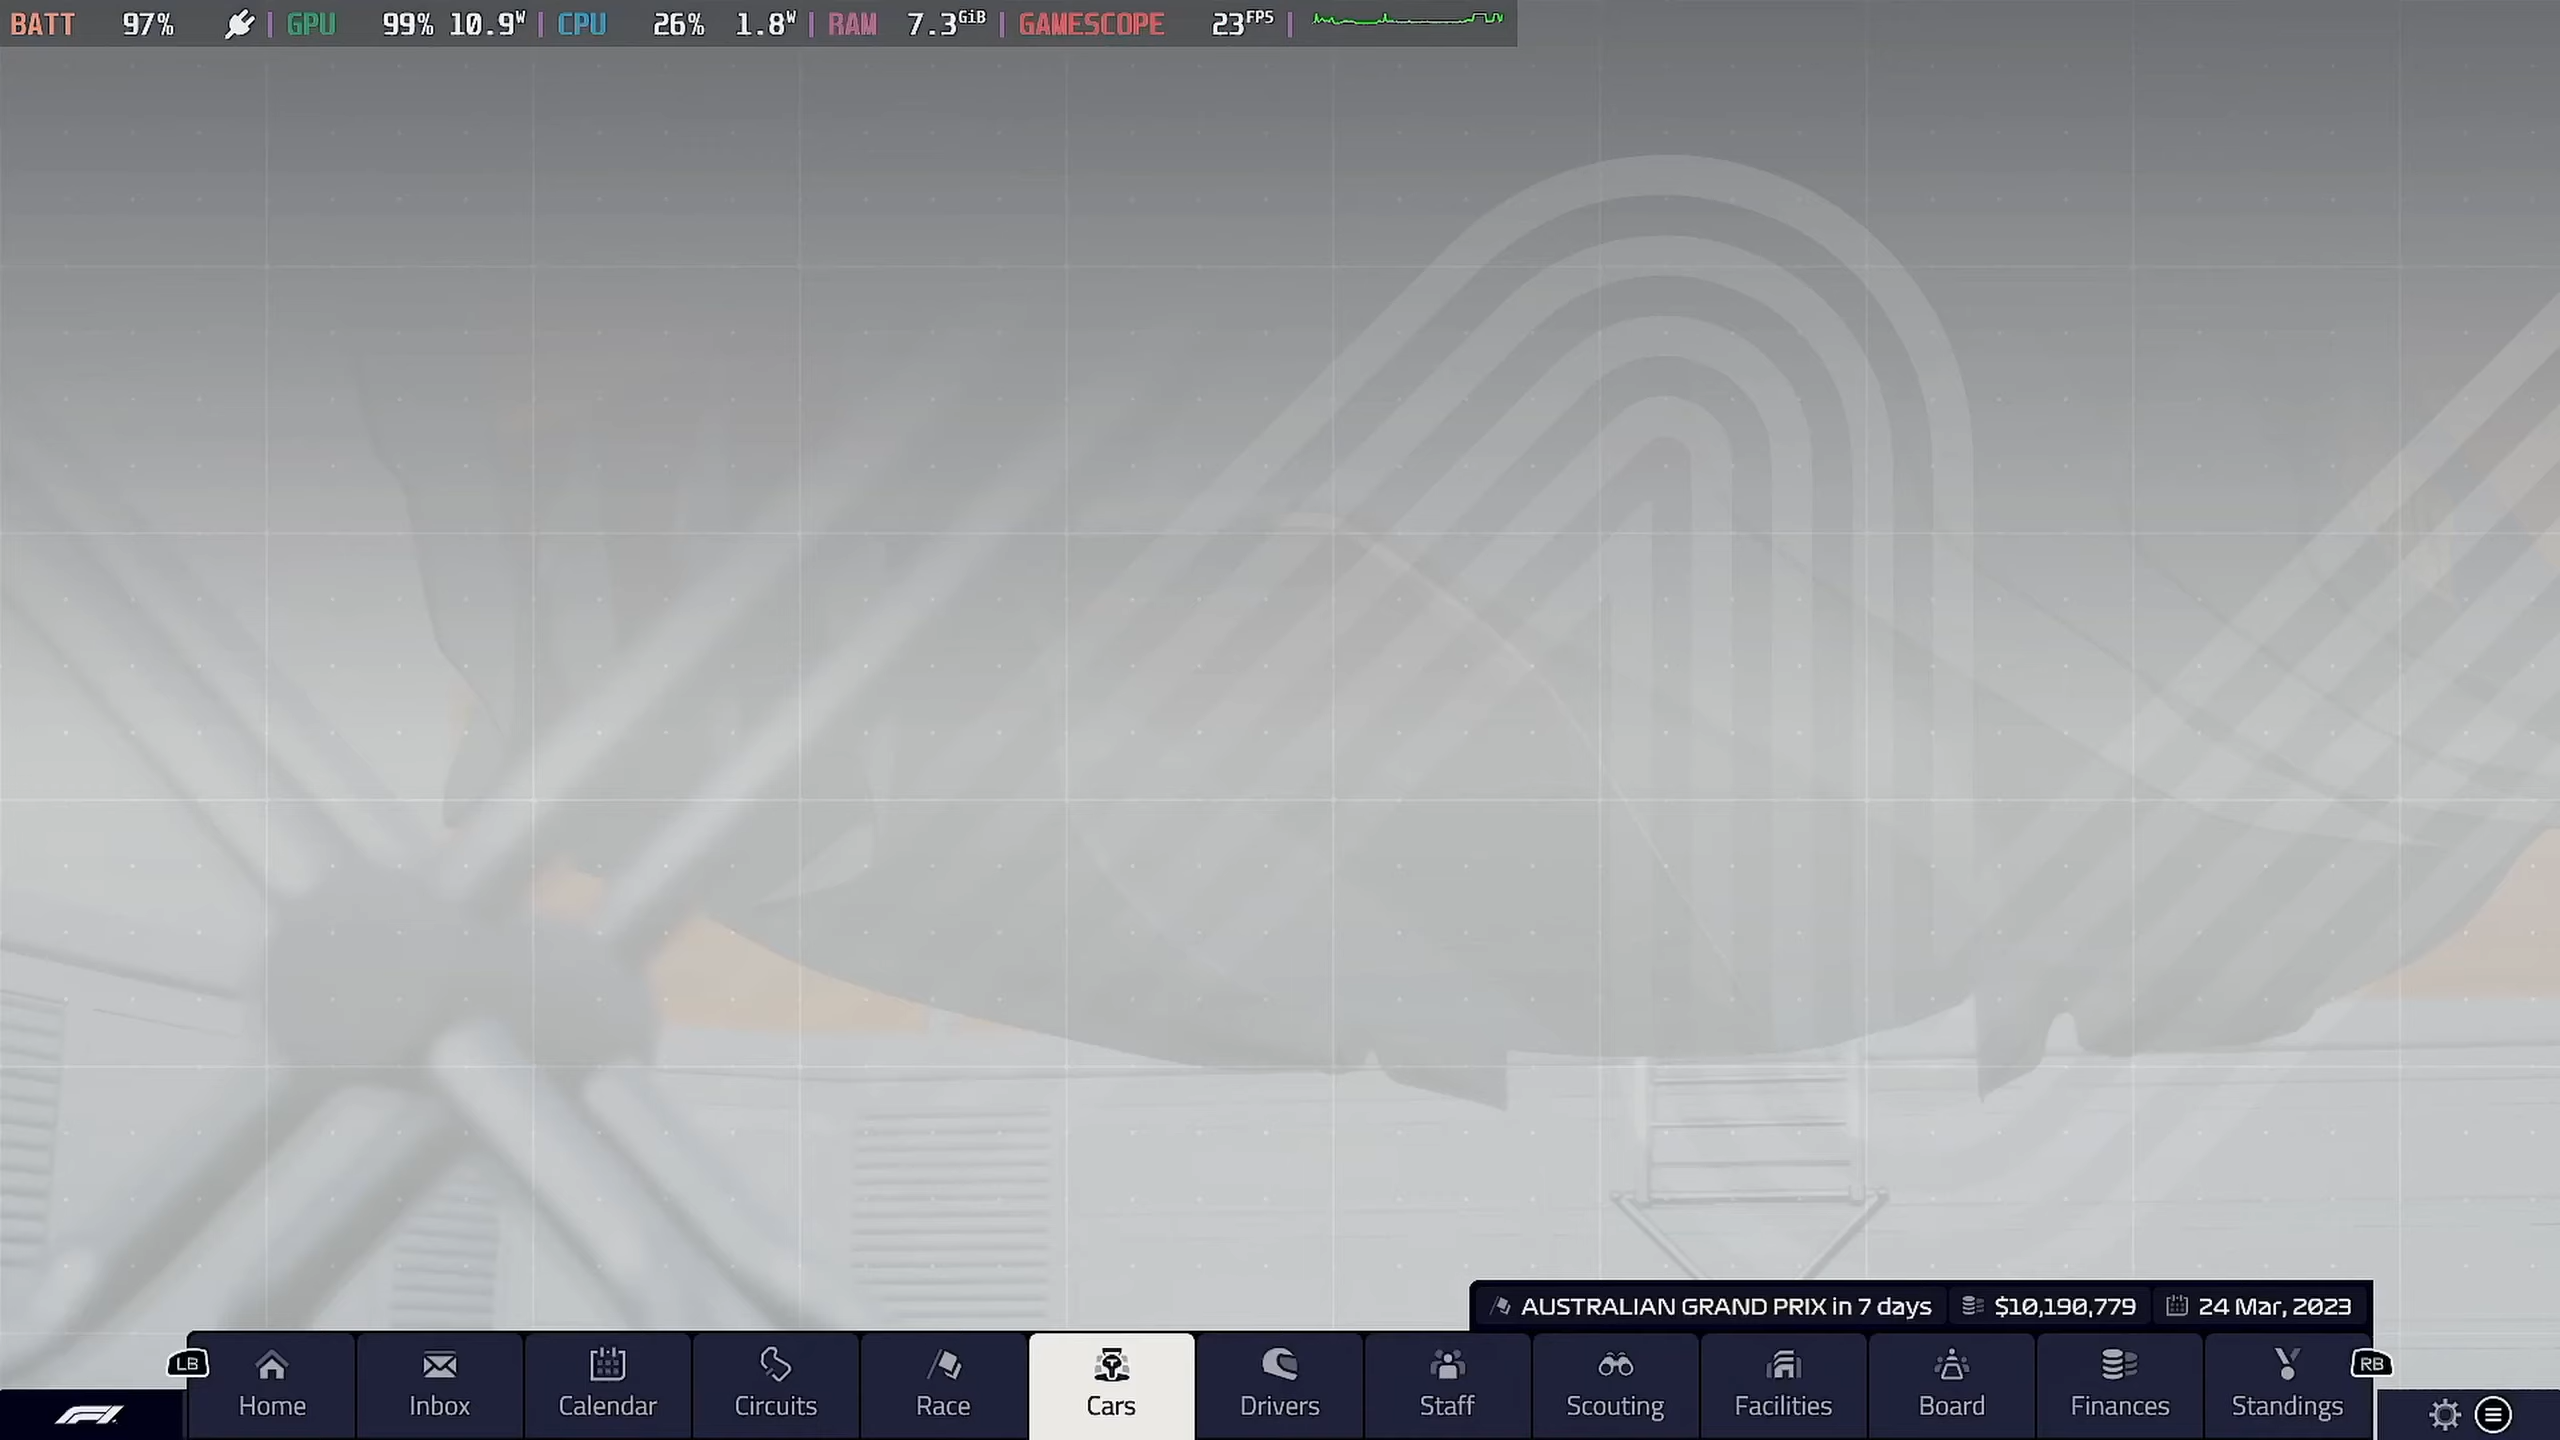 BATT 97% GPU 99% 10.9W CPU 26% 1.8W RAM 7.3GiB GAMESCOPE 23FPS
AUSTRALIAN GRAND PRIX in 7 days $10,190,779 24 Mar, 2023
LB Home Inbox Calendar Circuits Race Cars Drivers Staff Scouting Facilities Board Finances Standings RB